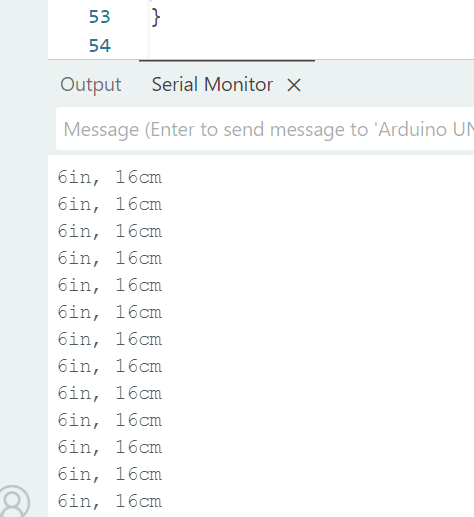 53 }
54
Output Serial Monitor ×
Message (Enter to send message to 'Arduino UN
6in, 16cm
6in, 16cm
6in, 16cm
6in, 16cm
6in, 16cm
6in, 16cm
6in, 16cm
6in, 16cm
6in, 16cm
6in, 16cm
6in, 16cm
6in, 16cm
6in, 16cm